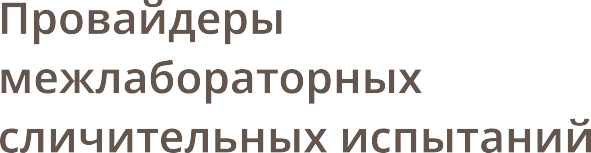 Провайдеры
межлабораторных
сличительных испытаний